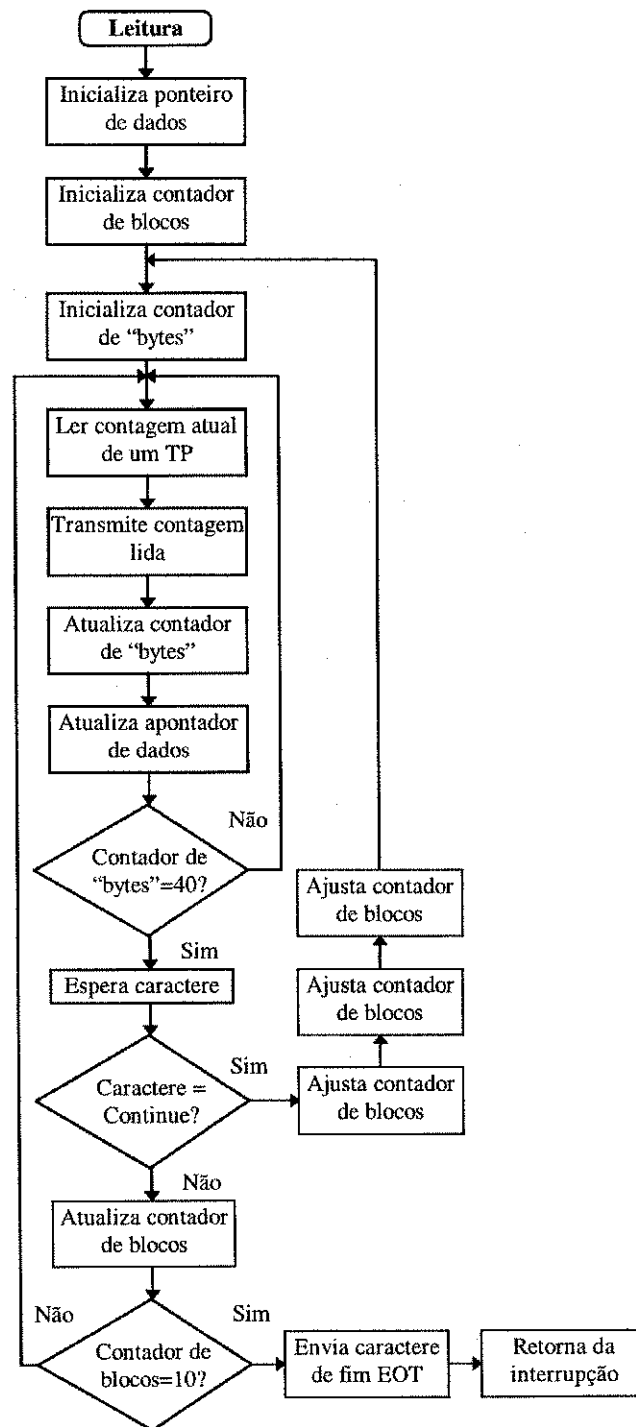 Leitura
Inicializa ponteiro
de dados
Inicializa contador
de blocos
Inicializa contador
de “bytes”
Ler contagem atual
de um TP
Transmite contagem
lida
Atualiza contador
de “bytes”
Atualiza apontador
de dados
Não
Contador de
“bytes”=40?
Sim
Espera caractere
Caractere =
Continue?
Sim
Ajusta contador
de blocos
Ajusta contador
de blocos
Ajusta contador
de blocos
Não
Atualiza contador
de blocos
Não
Sim
Contador de
blocos=10?
Envia caractere
de fim EOT
Retorna da
interrupção